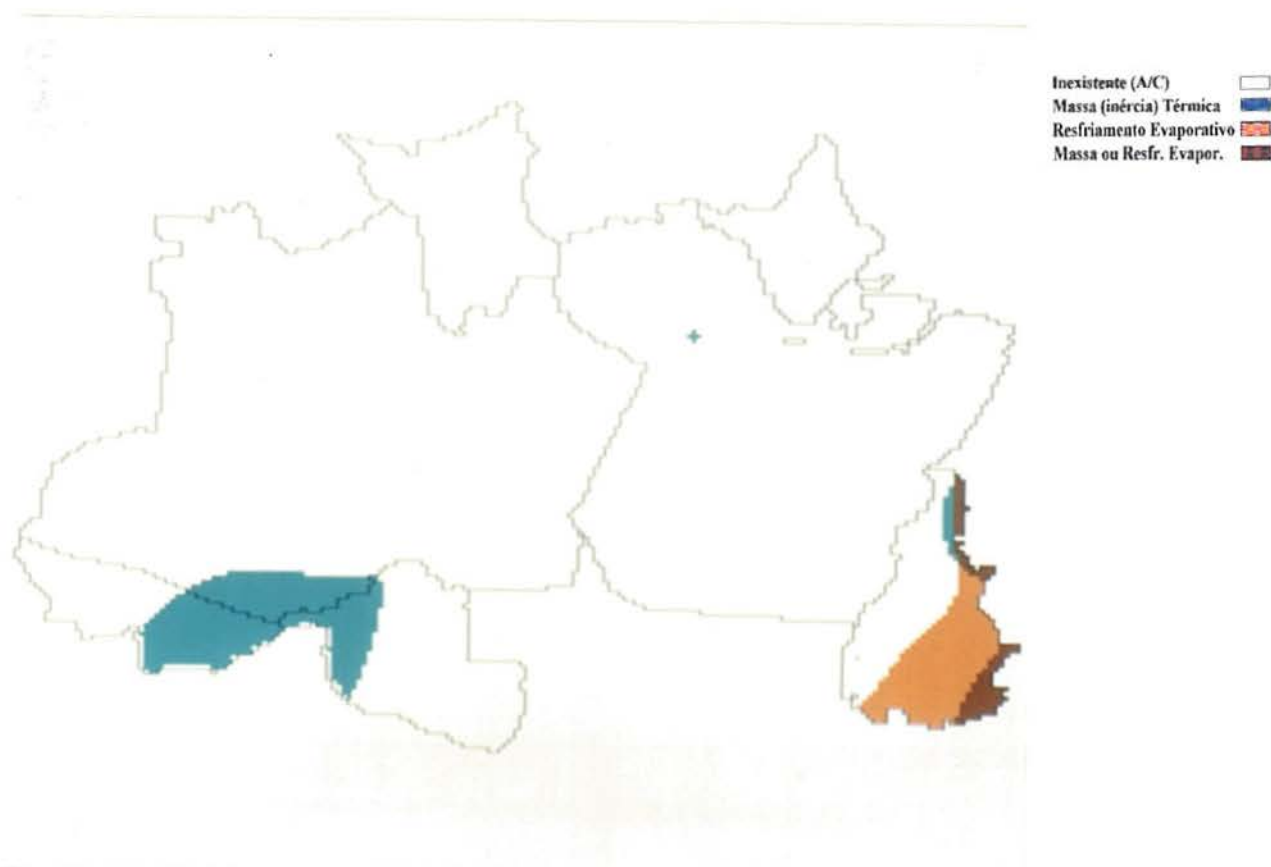 Inexistente (A/C)
Massa (inércia) Térmica
Resfriamento Evaporativo
Massa ou Resfr. Evapor.